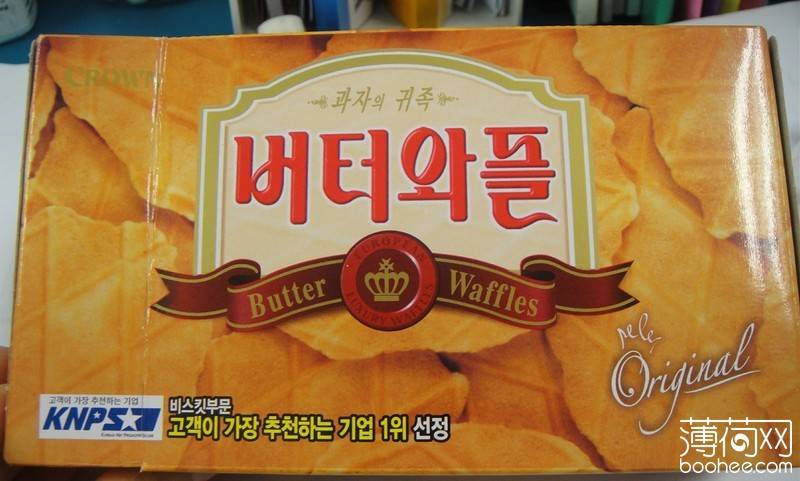 CROWN
과자의 귀족
버터와플
EUROPEAN
Butter Waffles
LUXURY WAFFLES
Original
고객이 가장 추천하는 기업
KNPS
비스킷부문
고객이 가장 추천하는 기업 1위 선정
薄荷网
boohee.com